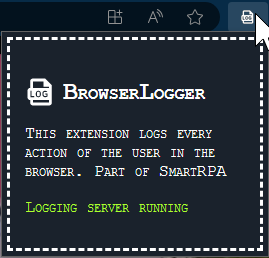 LOG
BrowserLogger
This extension logs every
action of the user in the
browser. Part of SmartRPA
Logging server running